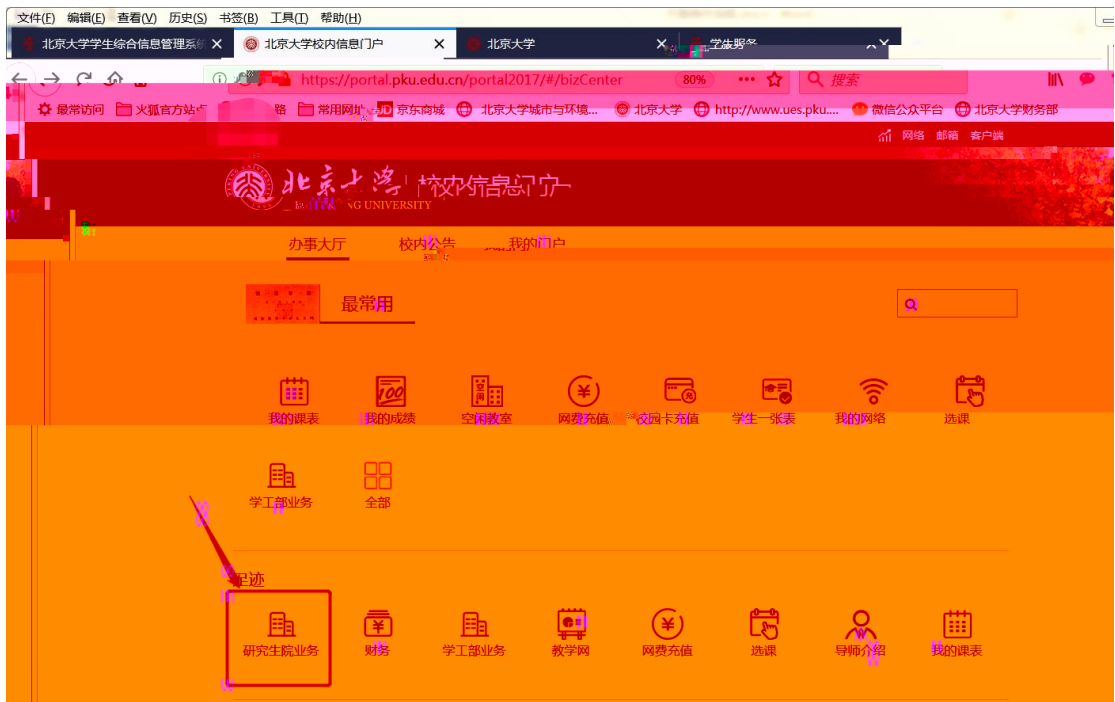 文件(F) 编辑(E) 查看(V) 历史(S) 书签(B) 工具(T) 帮助(H)
北京大学学生综合信息管理系统 北京大学校内信息门户 北京大学 学生服务
https://portal.pku.edu.cn/portal2017/#/bizCenter 80% 搜索
最常访问 火狐官方站点 常用网址 JD 京东商城 北京大学城市与环境... 北京大学 http://www.ues.pku.... 微信公众平台 北京大学财务部
网络 邮箱 客户端
北京大学 校内信息门户
NG UNIVERSITY
办事大厅 校内公告 我的门户
最常用
我的课表 我的成绩 空闲教室 网费充值 校园卡充值 学生一张表 我的网络 选课
学工部业务 全部
足迹
研究生院业务 财务 学工部业务 教学网 网费充值 选课 导师介绍 我的课表